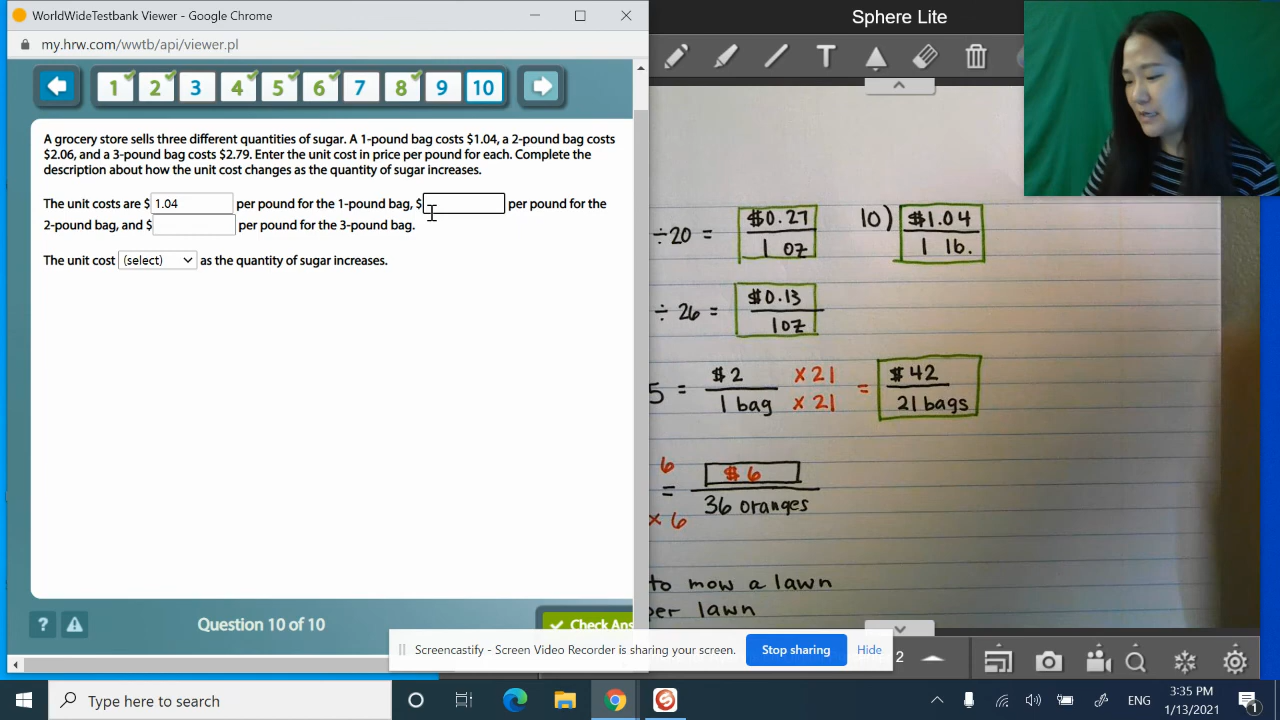 WorldWideTestbank Viewer - Google Chrome
my.hrw.com/wwtb/api/viewer.pl
1 2 3 4 5 6 7 8 9 10
A grocery store sells three different quantities of sugar. A 1-pound bag costs $1.04, a 2-pound bag costs
$2.06, and a 3-pound bag costs $2.79. Enter the unit cost in price per pound for each. Complete the
description about how the unit cost changes as the quantity of sugar increases.
The unit costs are $ 1.04 per pound for the 1-pound bag, $ per pound for the
2-pound bag, and $ per pound for the 3-pound bag.
The unit cost (select) as the quantity of sugar increases.
? Question 10 of 10
Check Ans
Sphere Lite
T
÷20 = $0.27
1 oz
10) $1.04
1 lb.
÷ 26 = $0.13
1oz
5 = $2 x 21 = $42
1 bag x 21 21 bags
6 = $6
x 6 36 oranges
to mow a lawn
per lawn
Screencastify - Screen Video Recorder is sharing your screen. Stop sharing Hide
2
Type here to search
ENG
3:35 PM
1/13/2021
1